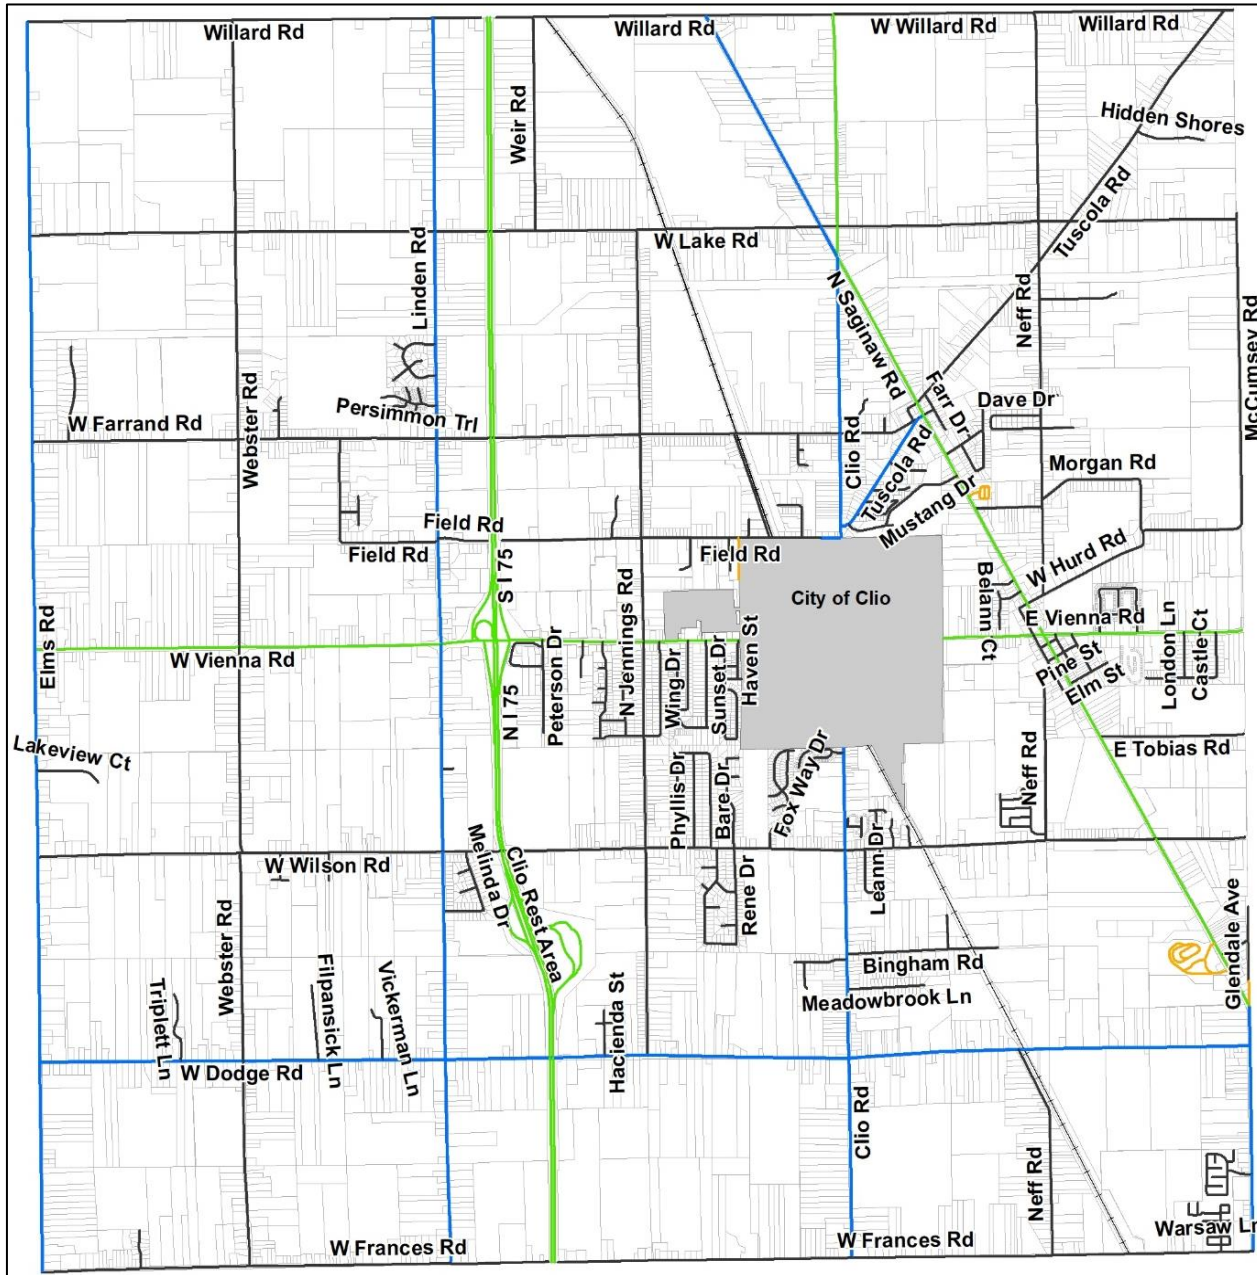 Willard Rd
Willard Rd
W Willard Rd
Willard Rd
Weir Rd
Hidden Shores
Tuscola Rd
Linden Rd
W Lake Rd
N Saginaw Rd
Neff Rd
McCumsey Rd
Webster Rd
Persimmon Trl
W Farrand Rd
Farr Dr
Dave Dr
Clio Rd
Tuscola Rd
Morgan Rd
Mustang Dr
Field Rd
Field Rd
Field Rd
S I 75
N Jennings Rd
City of Clio
Belann Ct
W Hurd Rd
Elms Rd
W Vienna Rd
E Vienna Rd
Peterson Dr
Wing Dr
Sunset Dr
Haven St
Pine St
Elm St
London Ln
Castle Ct
N I 75
Lakeview Ct
Phyllis Dr
Bare Dr
Fox Way Dr
Neff Rd
E Tobias Rd
W Wilson Rd
Melinda Dr
Clio Rest Area
Rene Dr
Leann Dr
Webster Rd
Glendale Ave
Bingham Rd
Meadowbrook Ln
Triplett Ln
Filpansick Ln
Vickerman Ln
Hacienda St
W Dodge Rd
Clio Rd
Neff Rd
W Frances Rd
W Frances Rd
Warsaw Ln